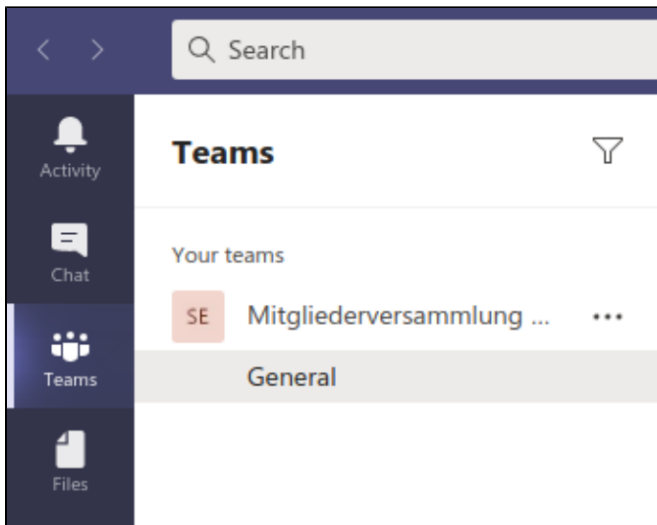 Search
Activity
Teams
Chat
Your teams
SE Mitgliederversammlung ...
Teams
General
Files